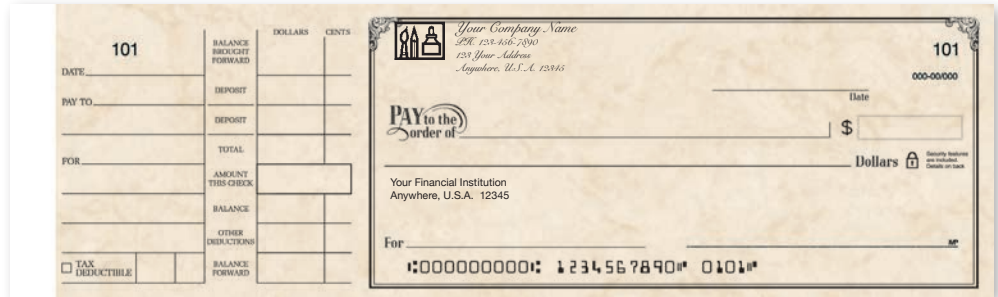 101
DOLLARS CENTS
BALANCE
BROUGHT
FORWARD
DATE
DEPOSIT
PAY TO
DEPOSIT
TOTAL
FOR
AMOUNT
THIS CHECK
BALANCE
OTHER
DEDUCTIONS
TAX
DEDUCTIBLE
BALANCE
FORWARD
Your Company Name
PH. 123-456-7890
123 Your Address
Anywhere, U.S.A. 12345
101
000-00/000
Date
PAY to the
order of
$
Dollars
Security features
are included.
Details on back
Your Financial Institution
Anywhere, U.S.A. 12345
For
MP
⑆000000000⑆ 1234567890⑈ 0101⑈